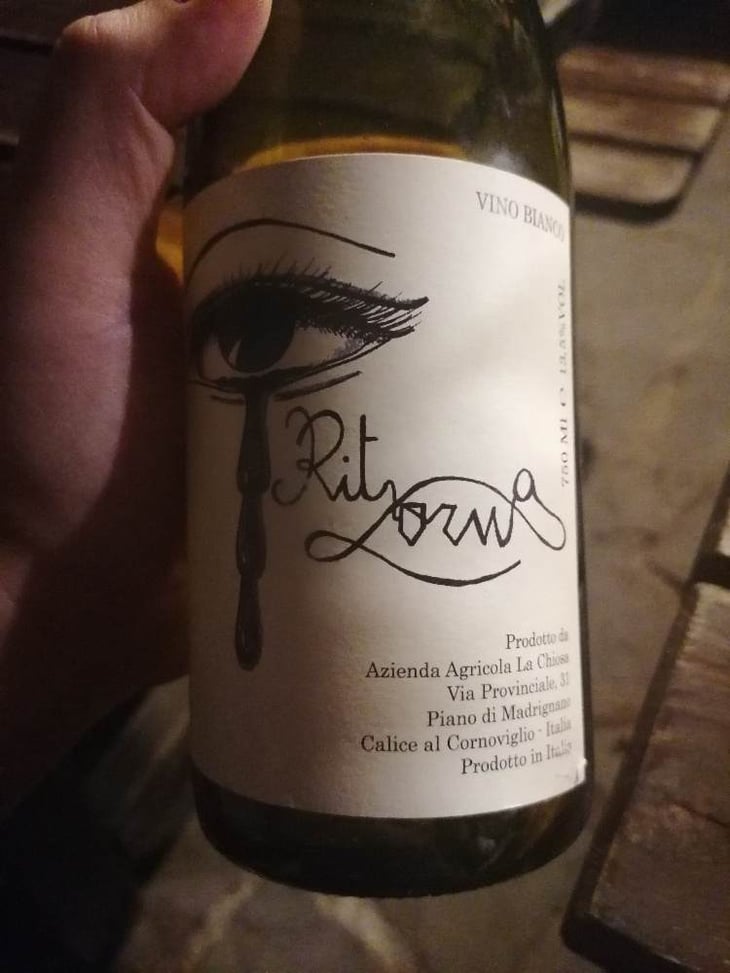 VINO BIANCO
750 Ml e 13,5%VOL
Ritorna
Prodotto da
Azienda Agricola La Chiosa
Via Provinciale, 31
Piano di Madrignano
Calice al Cornoviglio - Italia
Prodotto in Italia